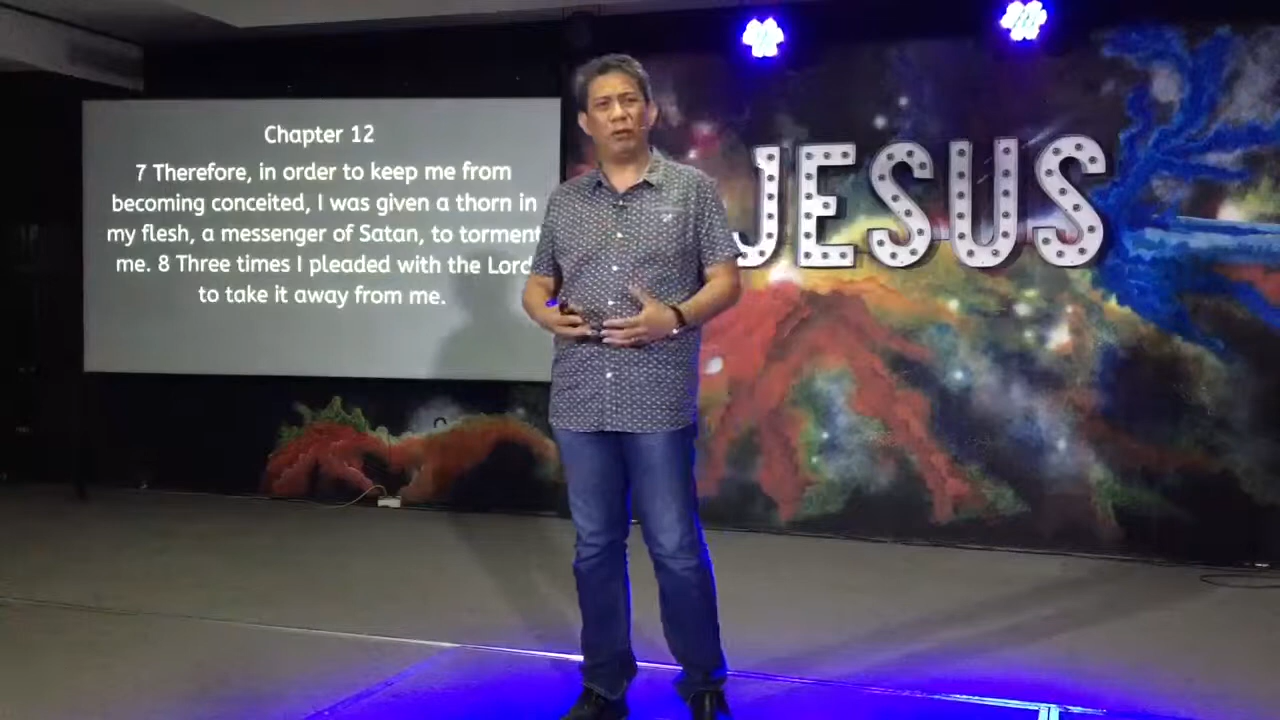 Chapter 12
7 Therefore, in order to keep me from
becoming conceited, I was given a thorn in
my flesh, a messenger of Satan, to torment
me. 8 Three times I pleaded with the Lord
to take it away from me.
JESUS